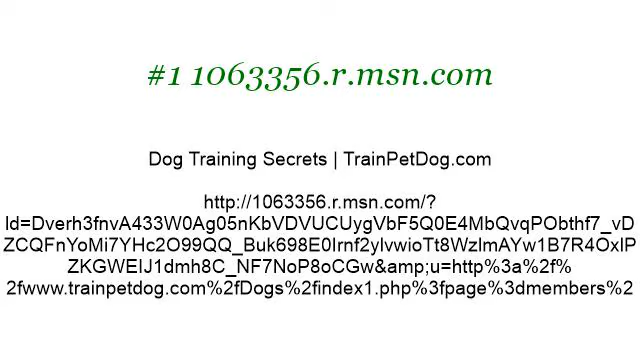 #1 1063356.r.msn.com
Dog Training Secrets | TrainPetDog.com
http://1063356.r.msn.com/?
ld=Dverh3fnvA433W0Ag05nKbVDVUCUygVbF5Q0E4MbQvqPObthf7_vD
ZCQFnYoMi7YHc2O99QQ_Buk698E0Irnf2yIvwioTt8WzlmAYw1B7R4OxlP
ZKGWEIJ1dmh8C_NF7NoP8oCGw&amp;u=http%3a%2f%
2fwww.trainpetdog.com%2fDogs%2findex1.php%3fpage%3dmembers%2